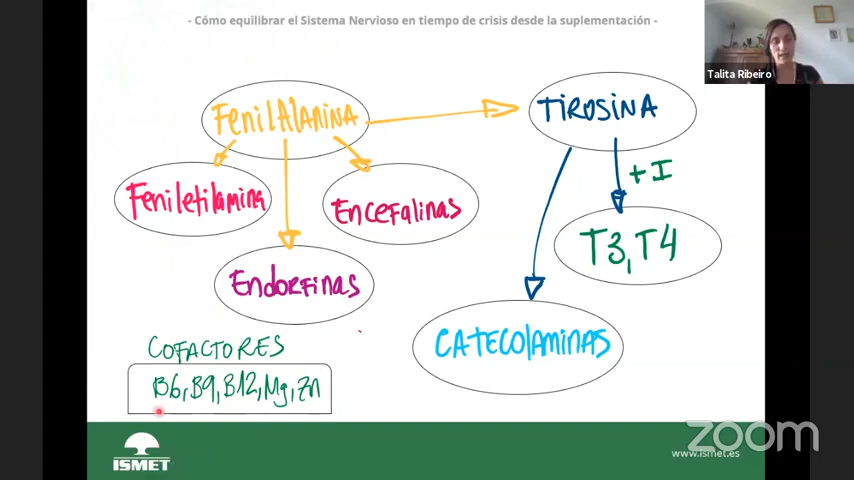 - Cómo equilibrar el Sistema Nervioso en tiempo de crisis desde la suplementación -
Talita Ribeiro
FenilAlANINA
TIROSINA
+ I
Feniletilamina
Encefalinas
T3, T4
Endorfinas
CATECOlAMINAS
COFACTORES
B6, B9, B12, Mg, Zn
zoom
ISMET
www.ismet.es